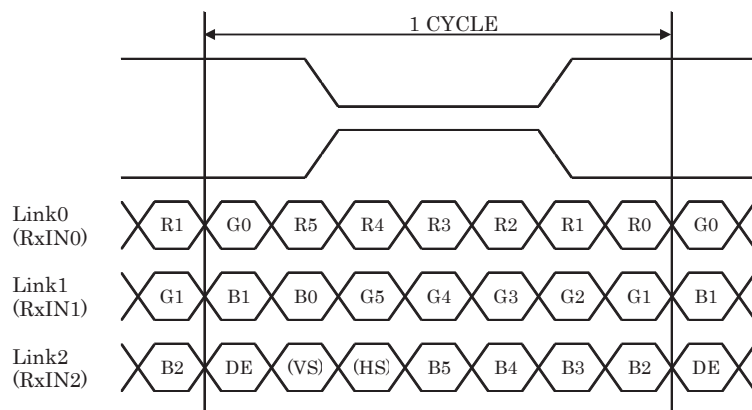 1 CYCLE
Link0
(RxIN0)
R1 G0 R5 R4 R3 R2 R1 R0 G0
Link1
(RxIN1)
G1 B1 B0 G5 G4 G3 G2 G1 B1
Link2
(RxIN2)
B2 DE (VS) (HS) B5 B4 B3 B2 DE